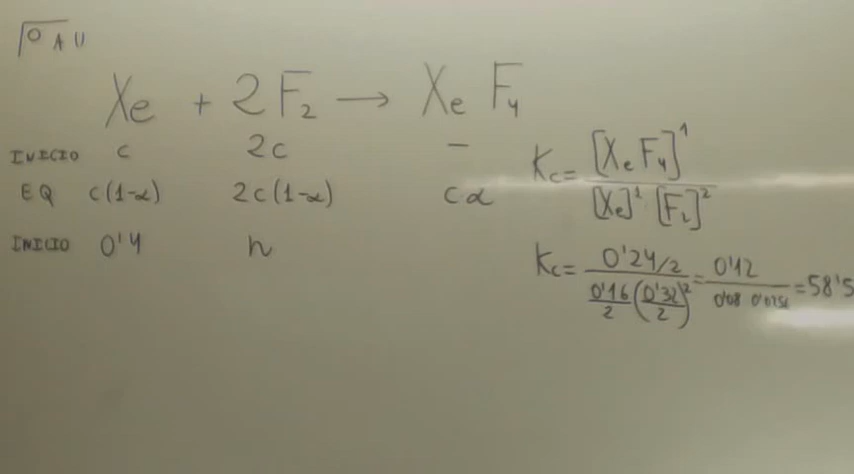 O A U
Xe + 2F₂ → XeF₄
INICIO c 2c –
EQ c(1-α) 2c(1-α) cα
INICIO 0'4 n
Kc = [XeF₄]¹ / [Xe]¹ [F₂]²
Kc = (0'24/2) / (0'16/2 (0'32/2)²) = 0'12 / (0'08 0'0256) = 58'5